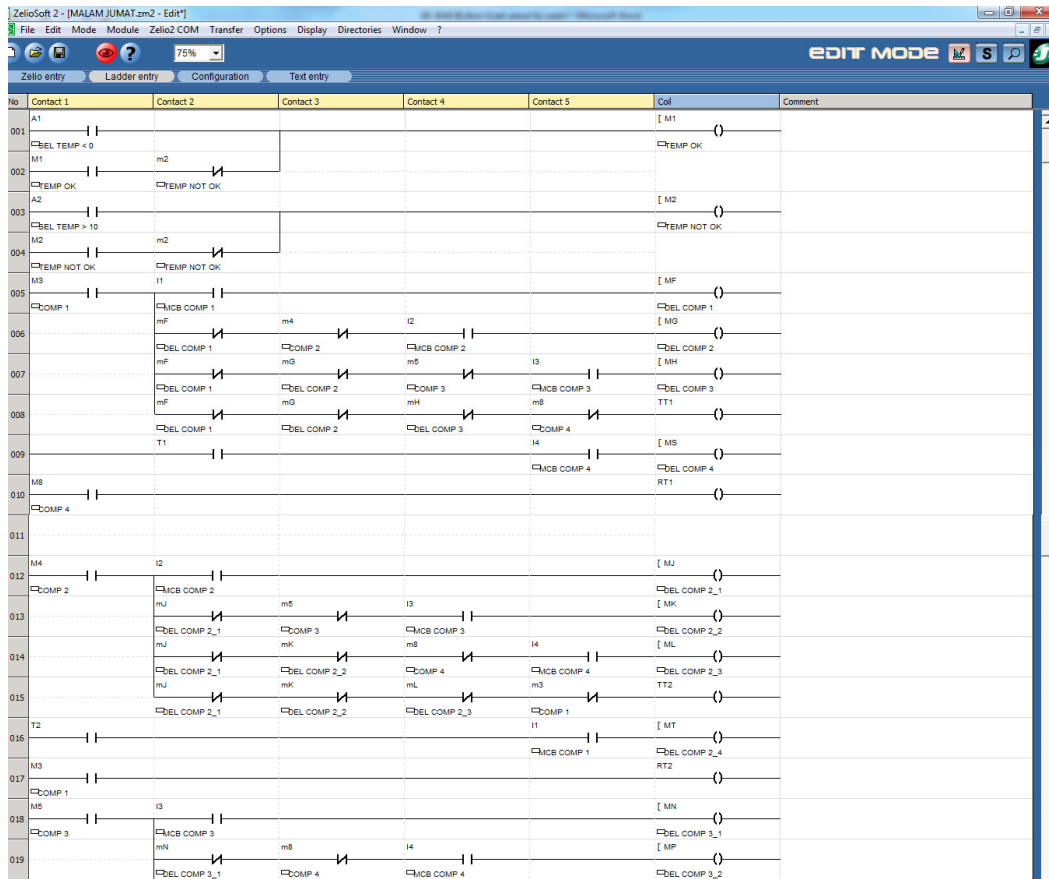 ZelioSoft 2 - [MALAM JUMAT.zm2 - Edit*]
File Edit Mode Module Zelio2 COM Transfer Options Display Directories Window ?
75% EDIT MODE S
Zelio entry Ladder entry Configuration Text entry
No Contact 1 Contact 2 Contact 3 Contact 4 Contact 5 Coil Comment
A1 [ M1
001
SEL TEMP < 0 TEMP OK
M1 m2
002
TEMP OK TEMP NOT OK
A2 [ M2
003
SEL TEMP > 10 TEMP NOT OK
M2 m2
004
TEMP NOT OK TEMP NOT OK
M3 I1 [ MF
005
COMP 1 MCB COMP 1 DEL COMP 1
mF m4 I2 [ MG
006
DEL COMP 1 COMP 2 MCB COMP 2 DEL COMP 2
mF mG m5 I3 [ MH
007
DEL COMP 1 DEL COMP 2 COMP 3 MCB COMP 3 DEL COMP 3
mF mG mH m8 TT1
008
DEL COMP 1 DEL COMP 2 DEL COMP 3 COMP 4
T1 I4 [ MS
009
MCB COMP 4 DEL COMP 4
M8 RT1
010
COMP 4
011
M4 I2 [ MJ
012
COMP 2 MCB COMP 2 DEL COMP 2_1
mJ m5 I3 [ MK
013
DEL COMP 2_1 COMP 3 MCB COMP 3 DEL COMP 2_2
mJ mK m8 I4 [ ML
014
DEL COMP 2_1 DEL COMP 2_2 COMP 4 MCB COMP 4 DEL COMP 2_3
mJ mK mL m3 TT2
015
DEL COMP 2_1 DEL COMP 2_2 DEL COMP 2_3 COMP 1
T2 I1 [ MT
016
MCB COMP 1 DEL COMP 2_4
M3 RT2
017
COMP 1
M5 I3 [ MN
018
COMP 3 MCB COMP 3 DEL COMP 3_1
mN m8 I4 [ MP
019
DEL COMP 3_1 COMP 4 MCB COMP 4 DEL COMP 3_2